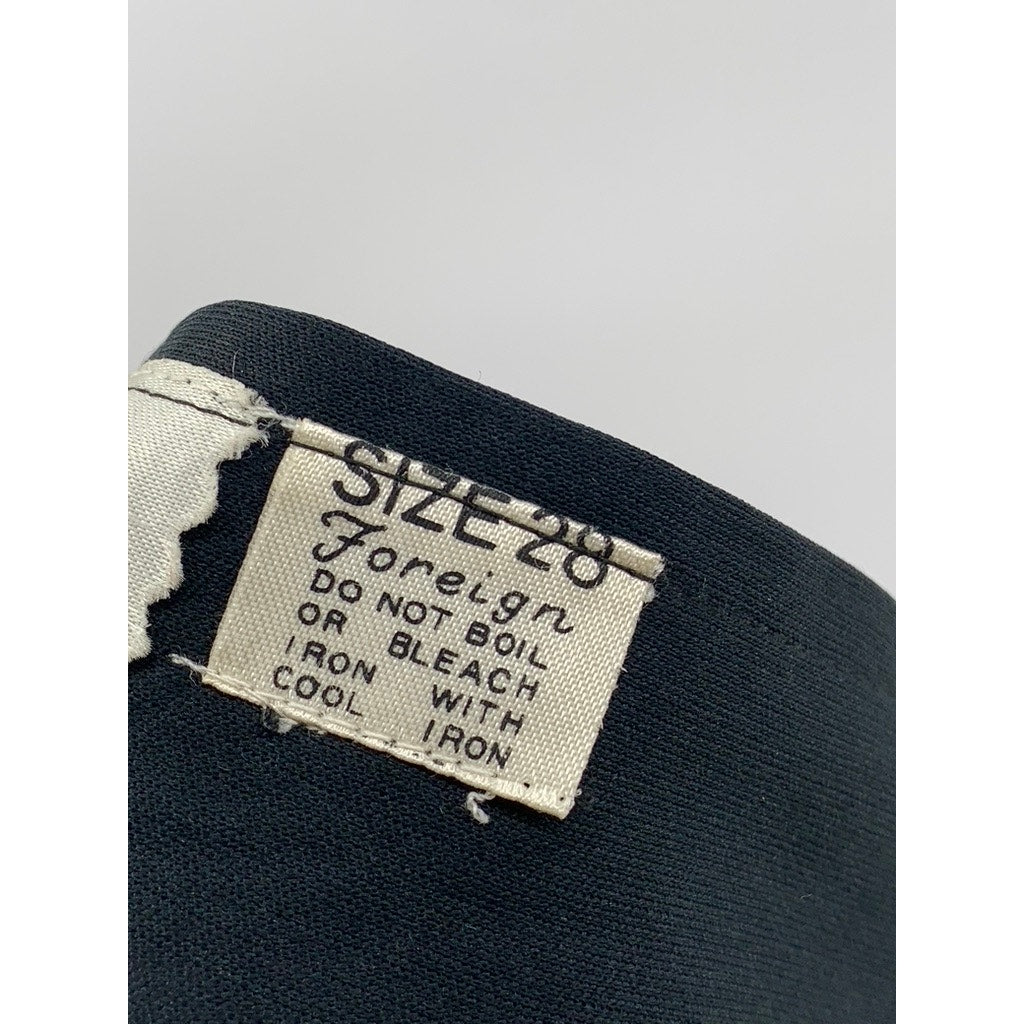 SIZE 28
Foreign
DO NOT BOIL
OR BLEACH
IRON WITH
COOL IRON